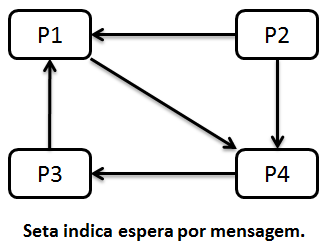 P1 P2
P3 P4
Seta indica espera por mensagem.